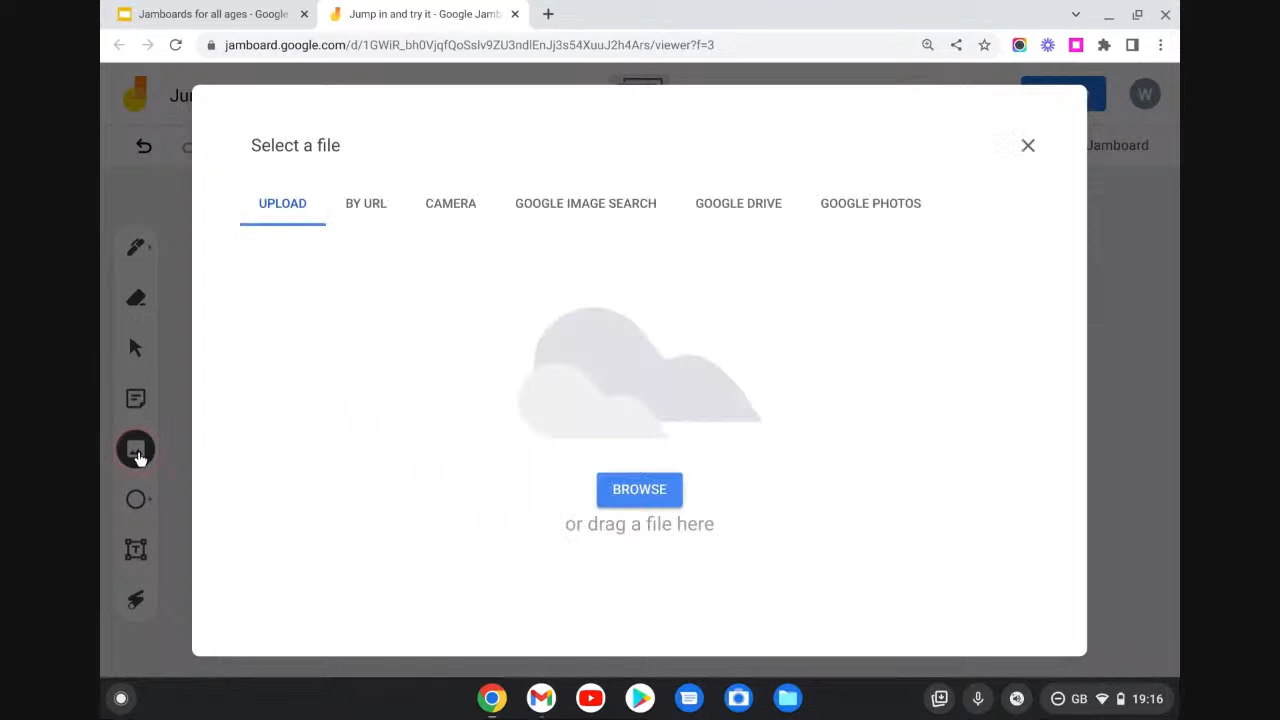 Jamboards for all ages - Google
Jump in and try it - Google Jamb
jamboard.google.com/d/1GWiR_bh0VjqfQoSslv9ZU3ndlEnJj3s54XuuJ2h4Ars/viewer?f=3
Jur
W
Select a file
Jamboard
UPLOAD BY URL CAMERA GOOGLE IMAGE SEARCH GOOGLE DRIVE GOOGLE PHOTOS
BROWSE
or drag a file here
GB 19:16